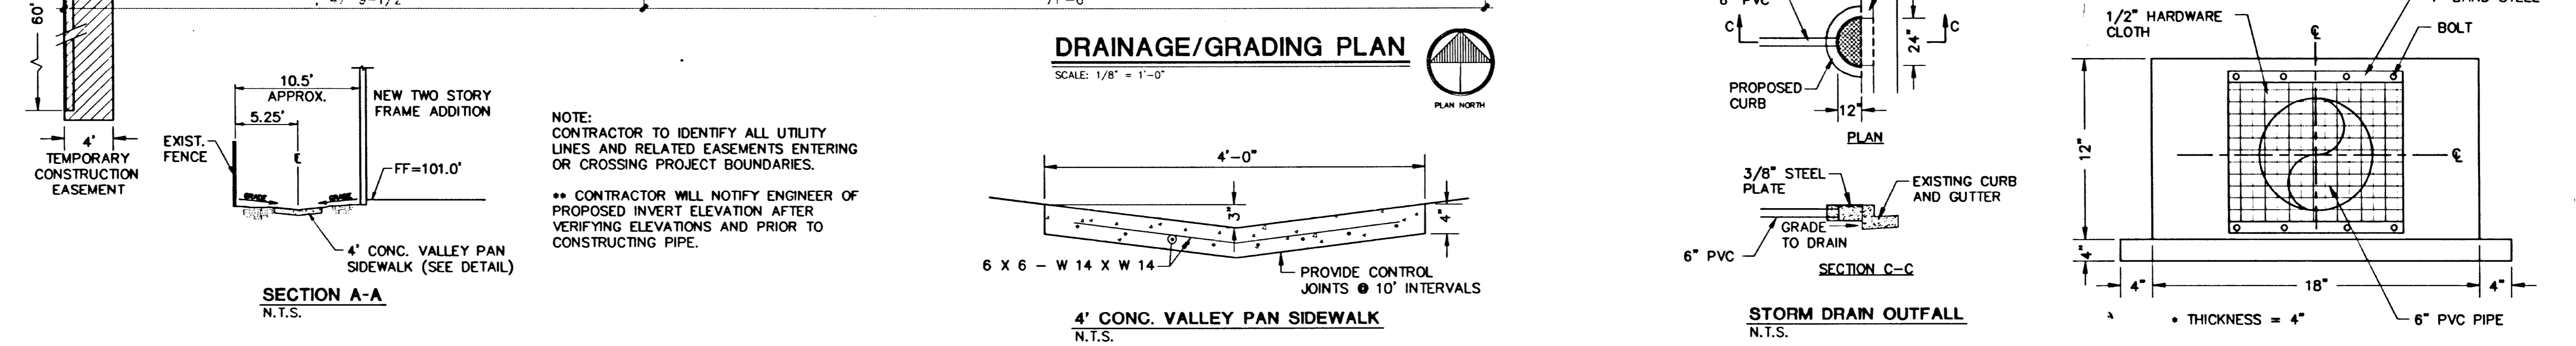 60'
9-1/2
DRAINAGE/GRADING PLAN
SCALE: 1/8" = 1'-0"
PLAN NORTH
10.5'
APPROX.
5.25'
NEW TWO STORY
FRAME ADDITION
EXIST.
FENCE
FF=101.0'
4'
TEMPORARY
CONSTRUCTION
EASEMENT
4' CONC. VALLEY PAN
SIDEWALK (SEE DETAIL)
SECTION A-A
N.T.S.
NOTE:
CONTRACTOR TO IDENTIFY ALL UTILITY
LINES AND RELATED EASEMENTS ENTERING
OR CROSSING PROJECT BOUNDARIES.
** CONTRACTOR WILL NOTIFY ENGINEER OF
PROPOSED INVERT ELEVATION AFTER
VERIFYING ELEVATIONS AND PRIOR TO
CONSTRUCTING PIPE.
4'-0"
3"
4"
6 X 6 - W 14 X W 14
PROVIDE CONTROL
JOINTS @ 10' INTERVALS
4' CONC. VALLEY PAN SIDEWALK
N.T.S.
PVC
C
C
24"
PROPOSED
CURB
12"
PLAN
3/8" STEEL
PLATE
EXISTING CURB
AND GUTTER
GRADE
TO DRAIN
6" PVC
SECTION C-C
STORM DRAIN OUTFALL
N.T.S.
1/2" HARDWARE
CLOTH
BOLT
12"
4"
4"
18"
4"
* THICKNESS = 4"
6" PVC PIPE